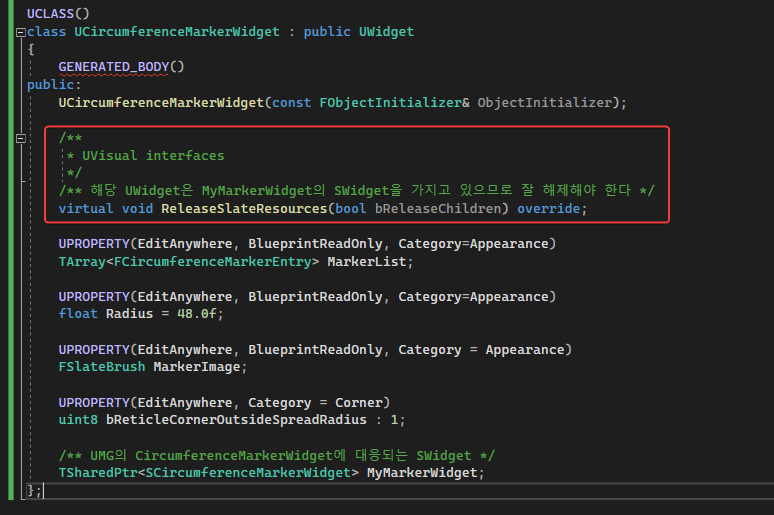 UCLASS()
class UCircumferenceMarkerWidget : public UWidget
{
GENERATED_BODY()
public:
UCircumferenceMarkerWidget(const FObjectInitializer& ObjectInitializer);
/**
* UVisual interfaces
*/
/** 해당 UWidget은 MyMarkerWidget의 SWidget을 가지고 있으므로 잘 해제해야 한다 */
virtual void ReleaseSlateResources(bool bReleaseChildren) override;
UPROPERTY(EditAnywhere, BlueprintReadOnly, Category=Appearance)
TArray<FCircumferenceMarkerEntry> MarkerList;
UPROPERTY(EditAnywhere, BlueprintReadOnly, Category=Appearance)
float Radius = 48.0f;
UPROPERTY(EditAnywhere, BlueprintReadOnly, Category = Appearance)
FSlateBrush MarkerImage;
UPROPERTY(EditAnywhere, Category = Corner)
uint8 bReticleCornerOutsideSpreadRadius : 1;
/** UMG의 CircumferenceMarkerWidget에 대응되는 SWidget */
TSharedPtr<SCircumferenceMarkerWidget> MyMarkerWidget;
};